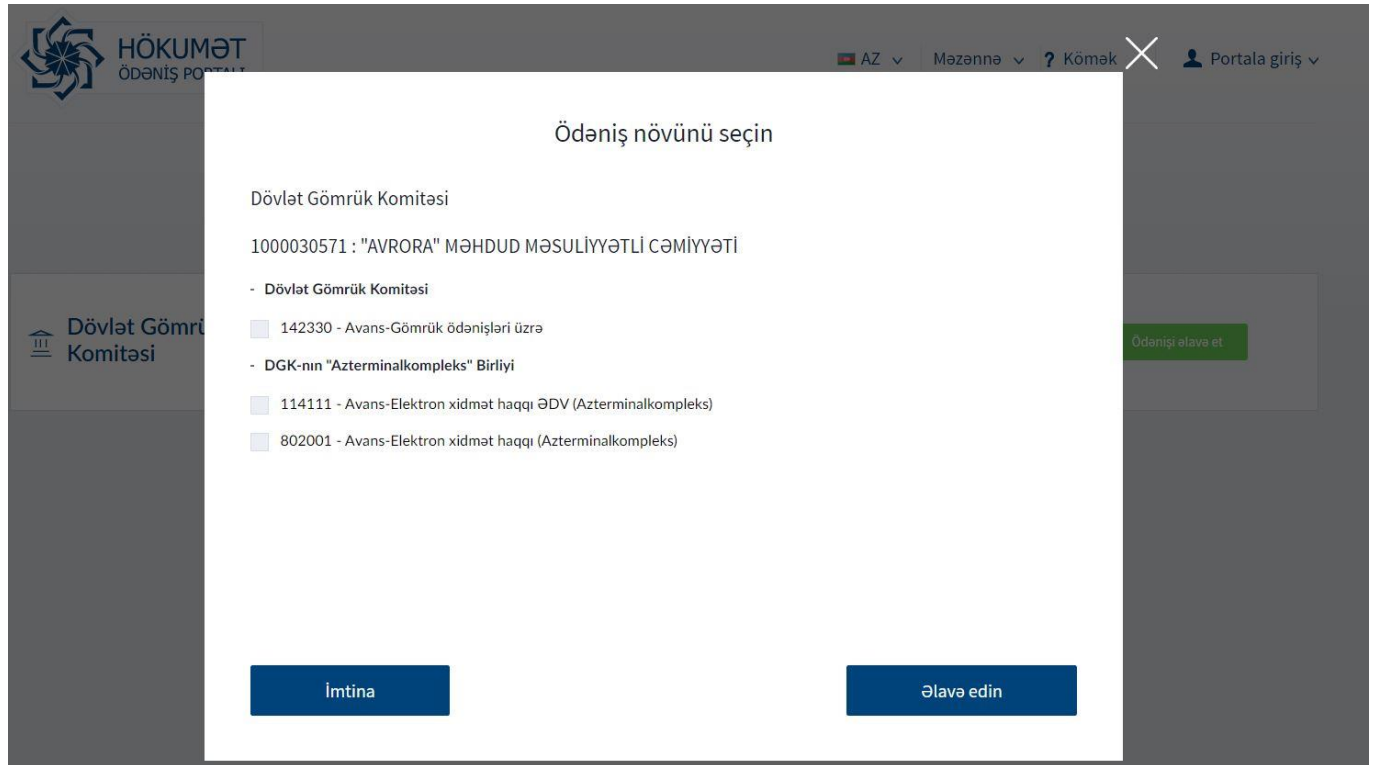 HÖKUMƏT
ÖDƏNİŞ
AZ
Məzənnə
? Kömək
Portala giriş
Ödəniş növünü seçin
Dövlət Gömrük Komitəsi
1000030571 : "AVRORA" MƏHDUD MƏSULİYYƏTLİ CƏMİYYƏTİ
- Dövlət Gömrük Komitəsi
142330 - Avans-Gömrük ödənişləri üzrə
- DGK-nın "Azterminalkompleks" Birliyi
114111 - Avans-Elektron xidmət haqqı ƏDV (Azterminalkompleks)
802001 - Avans-Elektron xidmət haqqı (Azterminalkompleks)
Dövlət
Komitəsi
Ödənişi əlavə et
İmtina
Əlavə edin